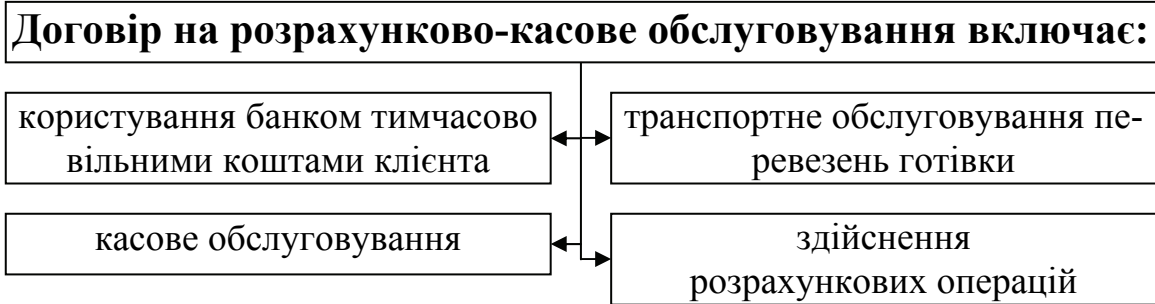 Договір на розрахунково-касове обслуговування включає:
користування банком тимчасово
вільними коштами клієнта
транспортне обслуговування пе-
ревезень готівки
касове обслуговування
здійснення
розрахункових операцій